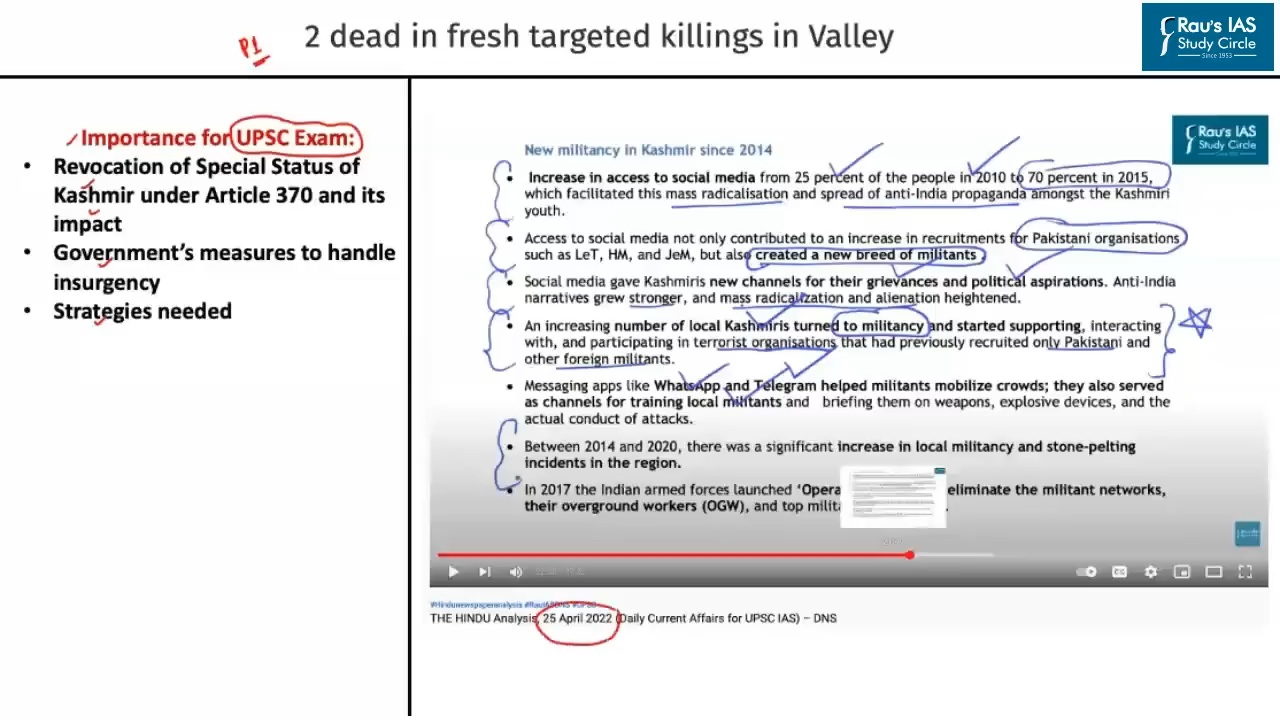 P1
2 dead in fresh targeted killings in Valley
Rau's IAS
Study Circle
Since 1953
Importance for UPSC Exam:
• Revocation of Special Status of
Kashmir under Article 370 and its
impact
• Government's measures to handle
insurgency
• Strategies needed
Rau's IAS
Study Circle
New militancy in Kashmir since 2014
• Increase in access to social media from 25 percent of the people in 2010 to 70 percent in 2015,
which facilitated this mass radicalisation and spread of anti-India propaganda amongst the Kashmiri
youth.
• Access to social media not only contributed to an increase in recruitments for Pakistani organisations
such as LeT, HM, and JeM, but also created a new breed of militants.
• Social media gave Kashmiris new channels for their grievances and political aspirations. Anti-India
narratives grew stronger, and mass radicalization and alienation heightened.
• An increasing number of local Kashmiris turned to militancy and started supporting, interacting
with, and participating in terrorist organisations that had previously recruited only Pakistani and
other foreign militants.
• Messaging apps like WhatsApp and Telegram helped militants mobilize crowds; they also served
as channels for training local militants and briefing them on weapons, explosive devices, and the
actual conduct of attacks.
• Between 2014 and 2020, there was a significant increase in local militancy and stone-pelting
incidents in the region.
• In 2017 the Indian armed forces launched 'Opera eliminate the militant networks,
their overground workers (OGW), and top milita .
CC
THE HINDU Analysis, 25 April 2022 (Daily Current Affairs for UPSC IAS) – DNS